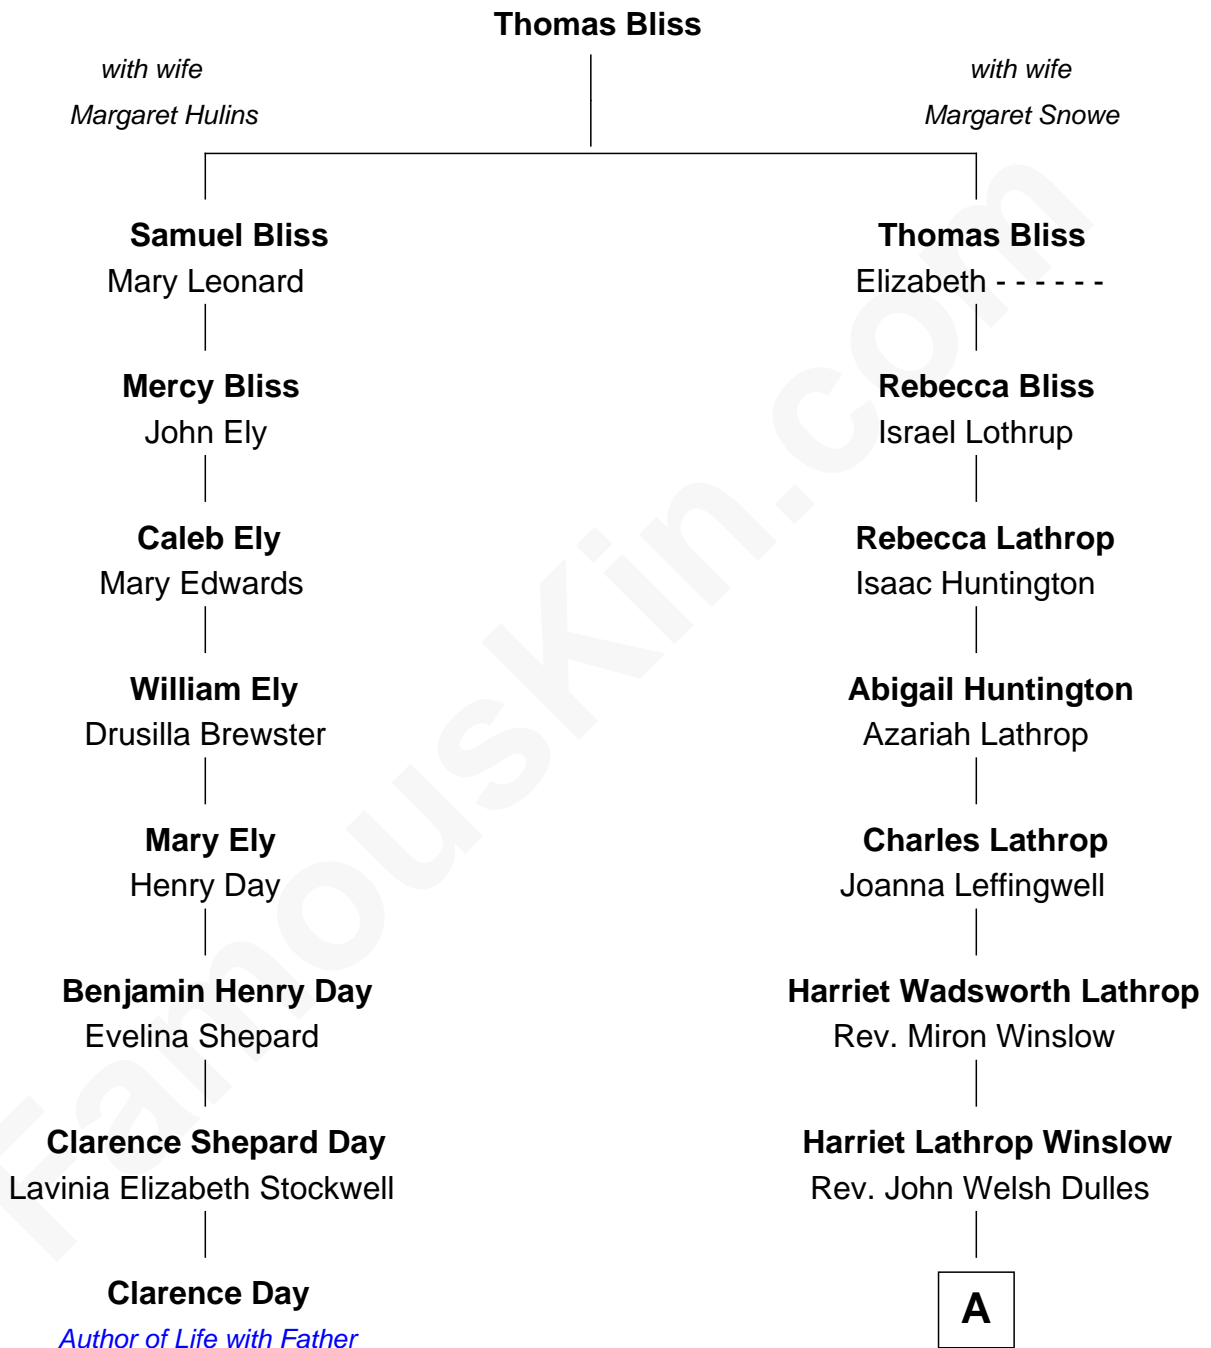 Thomas Bliss
with wife
Margaret Hulins
with wife
Margaret Snowe
Samuel Bliss
Mary Leonard
Thomas Bliss
Elizabeth - - - - - -
Mercy Bliss
John Ely
Rebecca Bliss
Israel Lothrup
Caleb Ely
Mary Edwards
Rebecca Lathrop
Isaac Huntington
William Ely
Drusilla Brewster
Abigail Huntington
Azariah Lathrop
Mary Ely
Henry Day
Charles Lathrop
Joanna Leffingwell
Benjamin Henry Day
Evelina Shepard
Harriet Wadsworth Lathrop
Rev. Miron Winslow
Clarence Shepard Day
Lavinia Elizabeth Stockwell
Harriet Lathrop Winslow
Rev. John Welsh Dulles
Clarence Day
Author of Life with Father
A
FamousKin.com